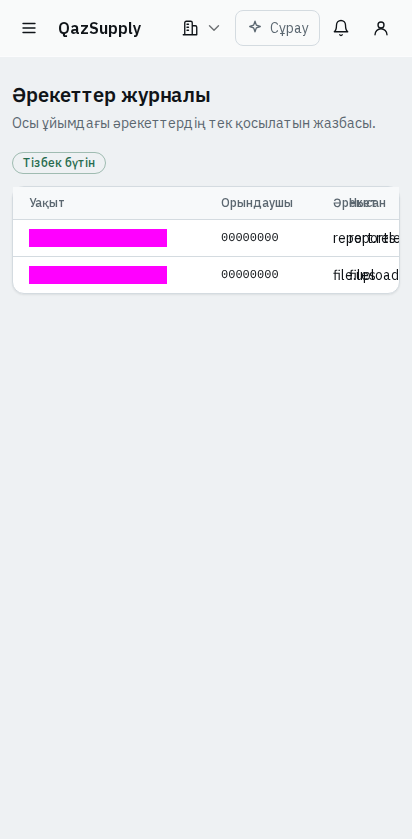 QazSupply
Сұрау
Әрекеттер журналы
Осы ұйымдағы әрекеттердің тек қосылатын жазбасы.
Тізбек бүтін
Уақыт Орындаушы
00000000
00000000